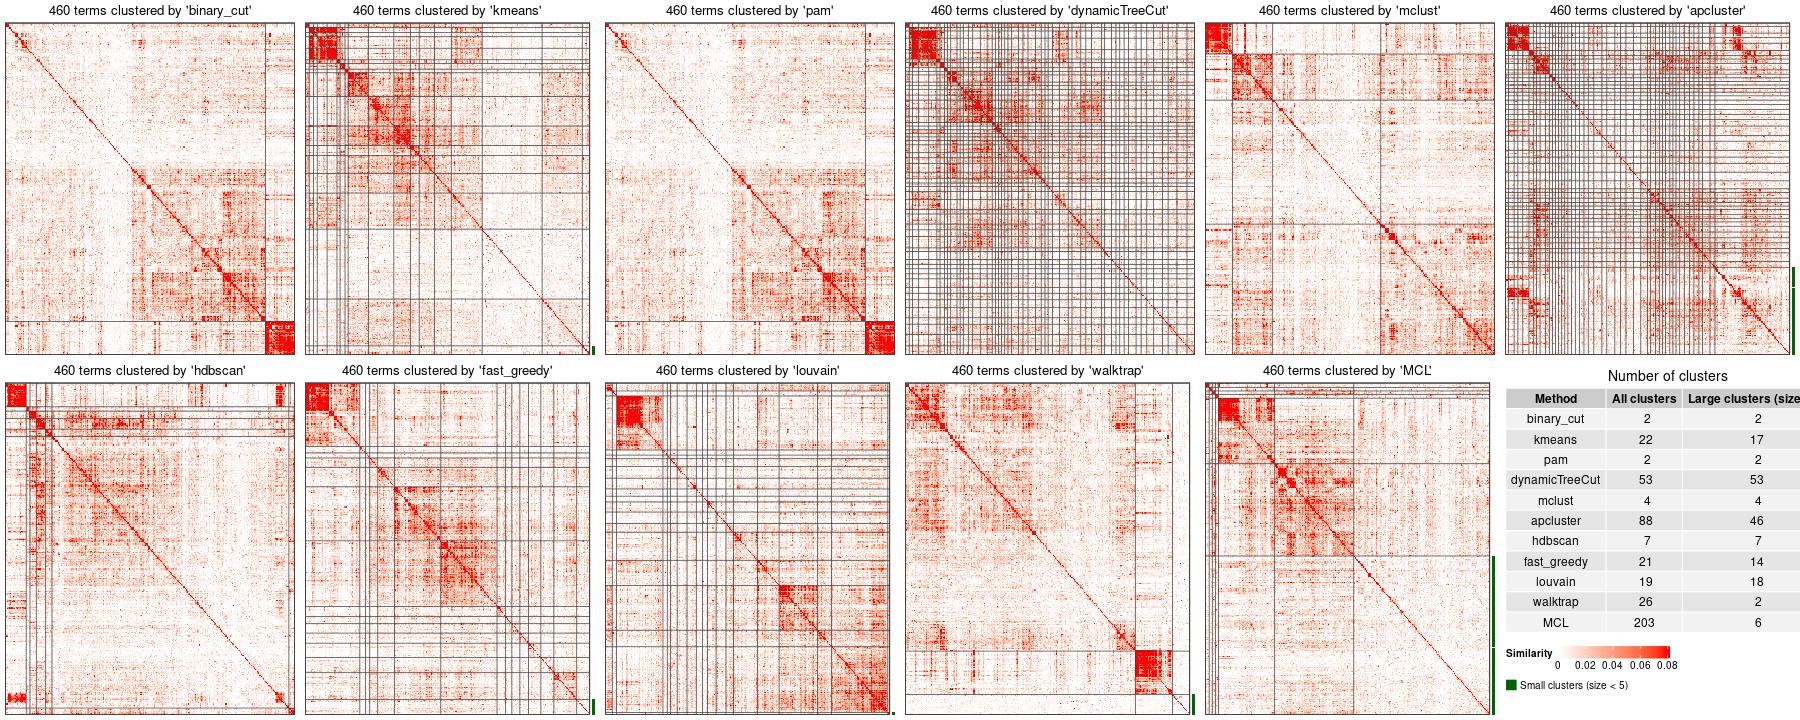 460 terms clustered by 'binary_cut'
460 terms clustered by 'kmeans'
460 terms clustered by 'pam'
460 terms clustered by 'dynamicTreeCut'
460 terms clustered by 'mclust'
460 terms clustered by 'apcluster'
460 terms clustered by 'hdbscan'
460 terms clustered by 'fast_greedy'
460 terms clustered by 'louvain'
460 terms clustered by 'walktrap'
460 terms clustered by 'MCL'
Number of clusters
Method All clusters Large clusters (size
binary_cut 2 2
kmeans 22 17
pam 2 2
dynamicTreeCut 53 53
mclust 4 4
apcluster 88 46
hdbscan 7 7
fast_greedy 21 14
louvain 19 18
walktrap 26 2
MCL 203 6
Similarity
0 0.02 0.04 0.06 0.08
Small clusters (size < 5)